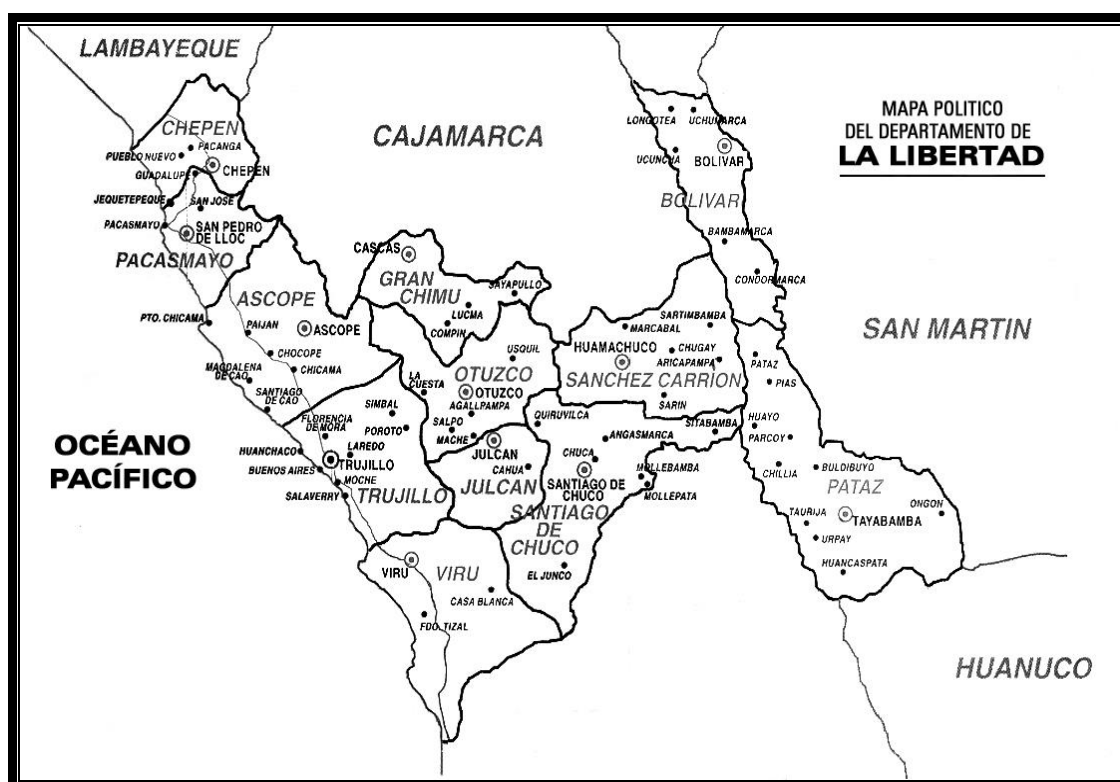 LAMBAYEQUE
MAPA POLITICO
DEL DEPARTAMENTO DE
LA LIBERTAD
CAJAMARCA
CHEPEN
PACANGA
PUEBLO NUEVO
CHEPEN
GUADALUPE
JEQUETEPEQUE
SAN JOSE
PACASMAYO
SAN PEDRO
DE LLOC
PACASMAYO
LONGOTEA
UCHUMARCA
UCUNCHA
BOLIVAR
BOLIVAR
BAMBAMARCA
CONDORMARCA
CASCAS
GRAN
CHIMU
SAYAPULLO
LUCMA
COMPIN
ASCOPE
PTO. CHICAMA
PAIJAN
ASCOPE
CHOCOPE
CHICAMA
MAGDALENA
DE CAO
SANTIAGO
DE CAO
SARTIMBAMBA
MARCABAL
HUAMACHUCO
CHUGAY
ARICAPAMPA
SANCHEZ CARRION
SARIN
SAN MARTIN
USQUIL
OTUZCO
LA
CUESTA
OTUZCO
AGALLPAMPA
SALPO
MACHE
PATAZ
PIAS
HUAYO
PARCOY
CHILLIA
BULDIBUYO
PATAZ
TAURIJA
TAYABAMBA
ONGON
URPAY
HUANCASPATA
SIMBAL
FLORENCIA
DE MORA
POROTO
HUANCHACO
LAREDO
TRUJILLO
BUENOS AIRES
MOCHE
SALAVERRY
TRUJILLO
OCÉANO
PACÍFICO
QUIRUVILCA
SITABAMBA
ANGASMARCA
JULCAN
CAHUA
JULCAN
CHUCA
SANTIAGO DE
CHUCO
MOLLEBAMBA
MOLLEPATA
SANTIAGO
DE
CHUCO
EL JUNCO
VIRU
VIRU
CASA BLANCA
FDO. TIZAL
HUANUCO